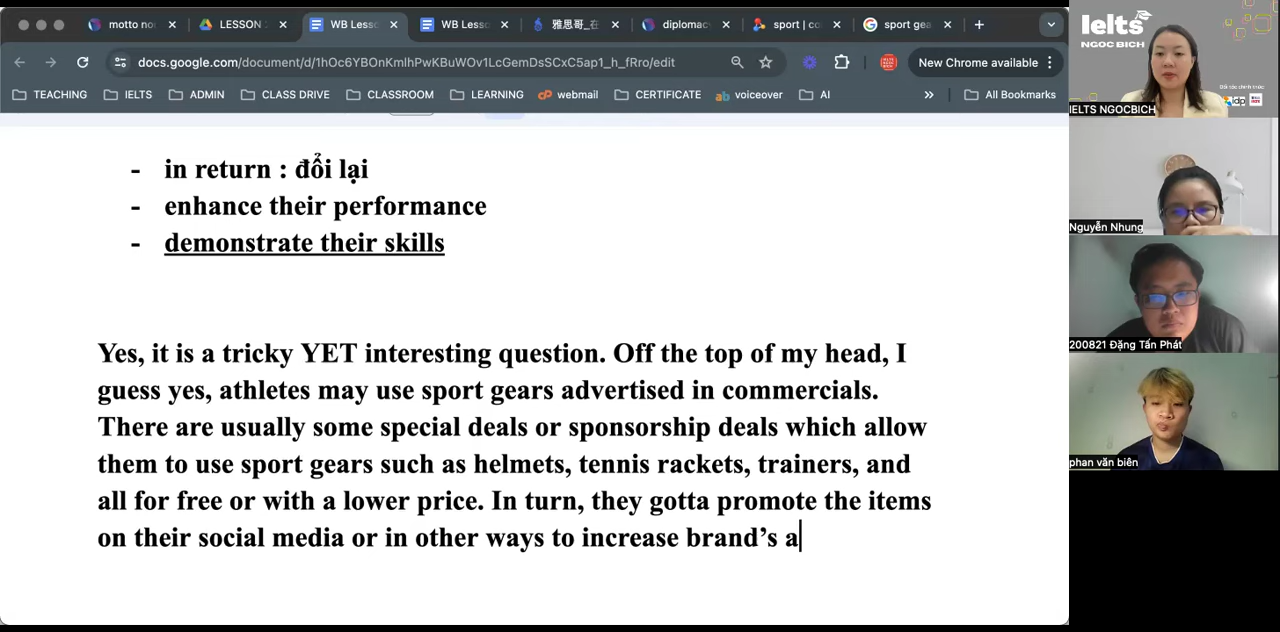 motto no
LESSON
WB Less
WB Less
雅思哥_在
diplomac
sport | co
sport gea
docs.google.com/document/d/1hOc6YBOnKmlhPwKBuWOv1LcGemDsSCxC5ap1_h_fRro/edit
New Chrome available
TEACHING
IELTS
ADMIN
CLASS DRIVE
CLASSROOM
LEARNING
webmail
CERTIFICATE
voiceover
AI
All Bookmarks
- in return : đổi lại
- enhance their performance
- demonstrate their skills
Yes, it is a tricky YET interesting question. Off the top of my head, I
guess yes, athletes may use sport gears advertised in commercials.
There are usually some special deals or sponsorship deals which allow
them to use sport gears such as helmets, tennis rackets, trainers, and
all for free or with a lower price. In turn, they gotta promote the items
on their social media or in other ways to increase brand’s a
Ielts
NGOC BICH
idp
IELTS NGOCBICH
Nguyễn Nhung
200821 Đặng Tấn Phát
phan văn biên